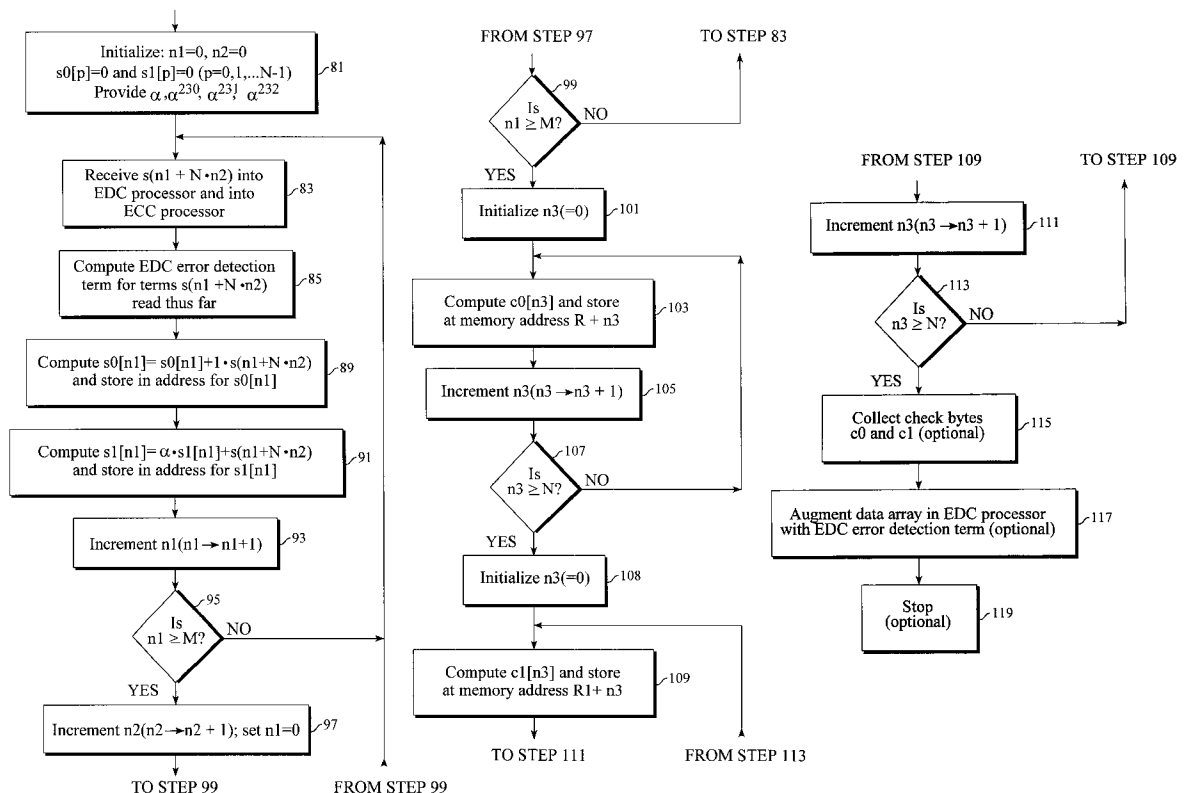 Initialize: n1=0, n2=0
s0[p]=0 and s1[p]=0 (p=0,1,...N-1)
Provide α,α²³⁰, α²³¹, α²³²
81
Receive s(n1 + N•n2) into
EDC processor and into
ECC processor
83
Compute EDC error detection
term for terms s(n1 +N •n2)
read thus far
85
Compute s0[n1]= s0[n1]+1•s(n1+N•n2)
and store in address for s0[n1]
89
Compute s1[n1]=α•s1[n1]+s(n1+N•n2)
and store in address for s1[n1]
91
Increment n1(n1→n1+1)
93
95
Is
n1 ≥M?
NO
YES
Increment n2(n2→n2 + 1); set n1=0
97
TO STEP 99
FROM STEP 99
FROM STEP 97
TO STEP 83
99
Is
n1 ≥ M?
NO
YES
Initialize n3(=0)
101
Compute c0[n3] and store
at memory address R + n3
103
Increment n3(n3→n3 + 1)
105
107
Is
n3 ≥ N?
NO
YES
Initialize n3(=0)
108
Compute c1[n3] and store
at memory address R1+ n3
109
TO STEP 111
FROM STEP 113
FROM STEP 109
TO STEP 109
Increment n3(n3→n3 + 1)
111
113
Is
n3 ≥ N?
NO
YES
Collect check bytes
c0 and c1 (optional)
115
Augment data array in EDC processor
with EDC error detection term (optional)
117
Stop
(optional)
119